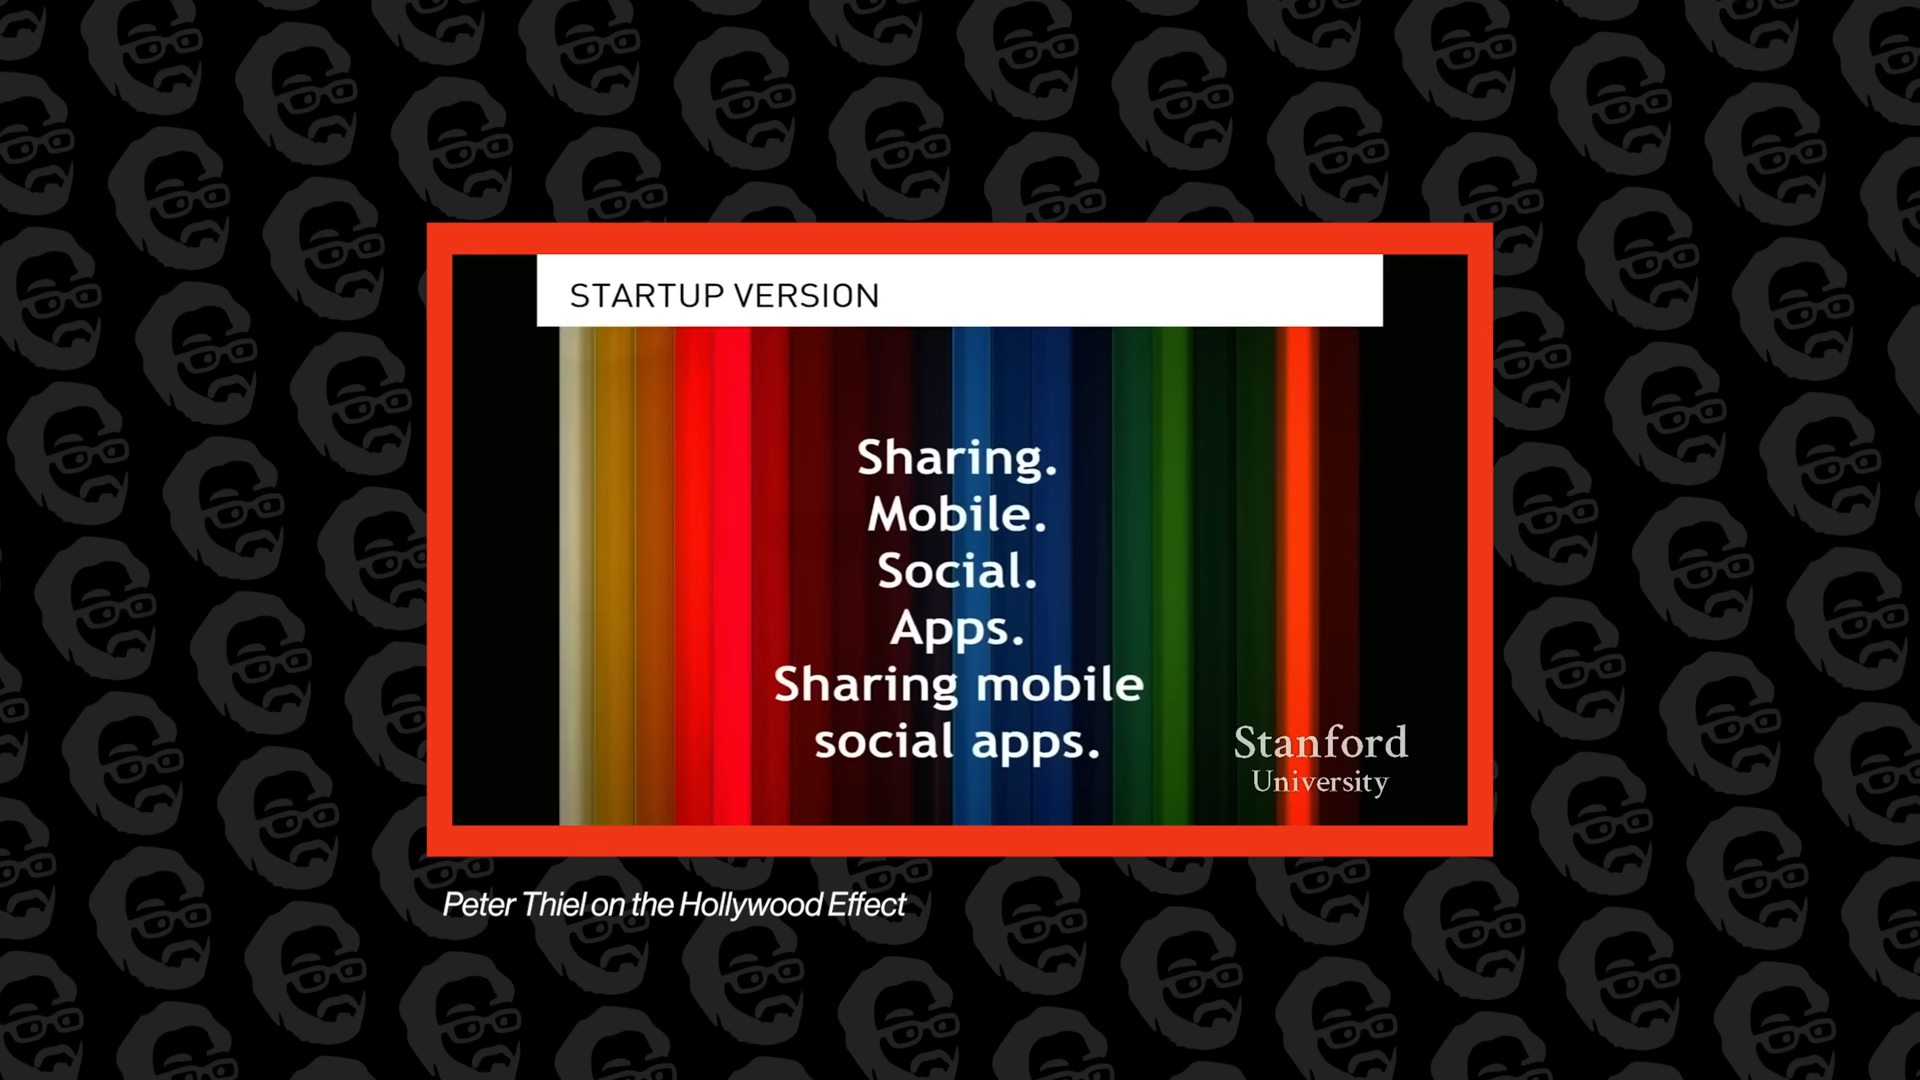 STARTUP VERSION
Sharing.
Mobile.
Social.
Apps.
Sharing mobile
social apps.
Stanford
University
Peter Thiel on the Hollywood Effect